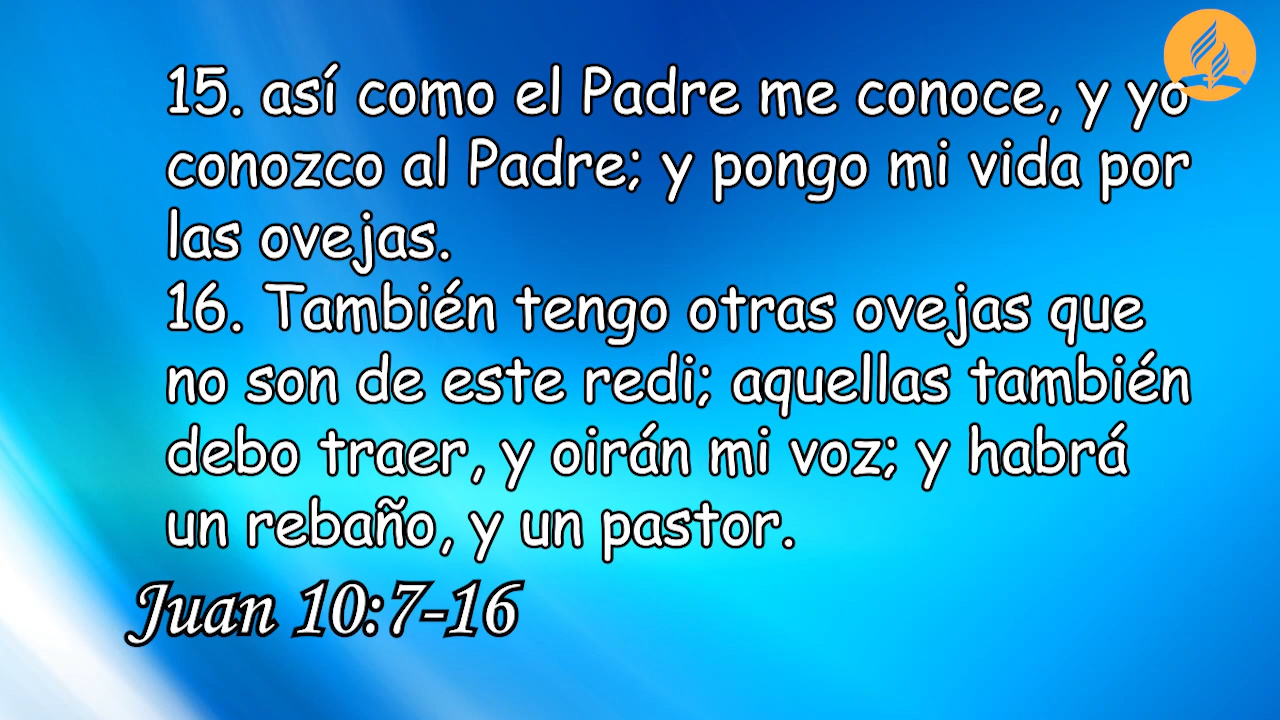 15. así como el Padre me conoce, y yo
conozco al Padre; y pongo mi vida por
las ovejas.
16. También tengo otras ovejas que
no son de este redi; aquellas también
debo traer, y oirán mi voz; y habrá
un rebaño, y un pastor.
Juan 10:7-16